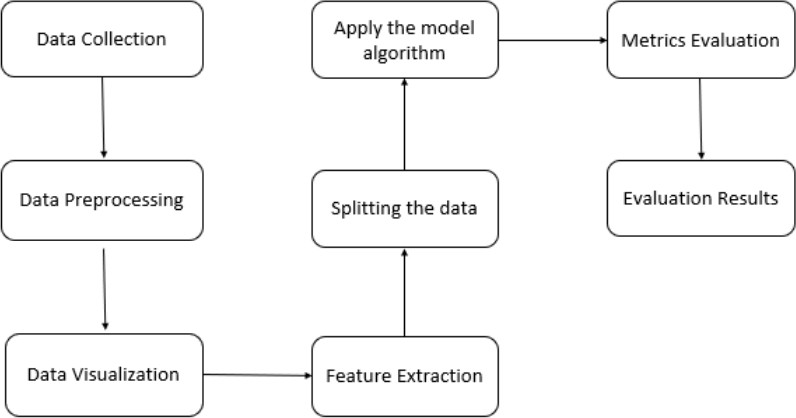 Data Collection
Data Preprocessing
Data Visualization
Feature Extraction
Splitting the data
Apply the model
algorithm
Metrics Evaluation
Evaluation Results